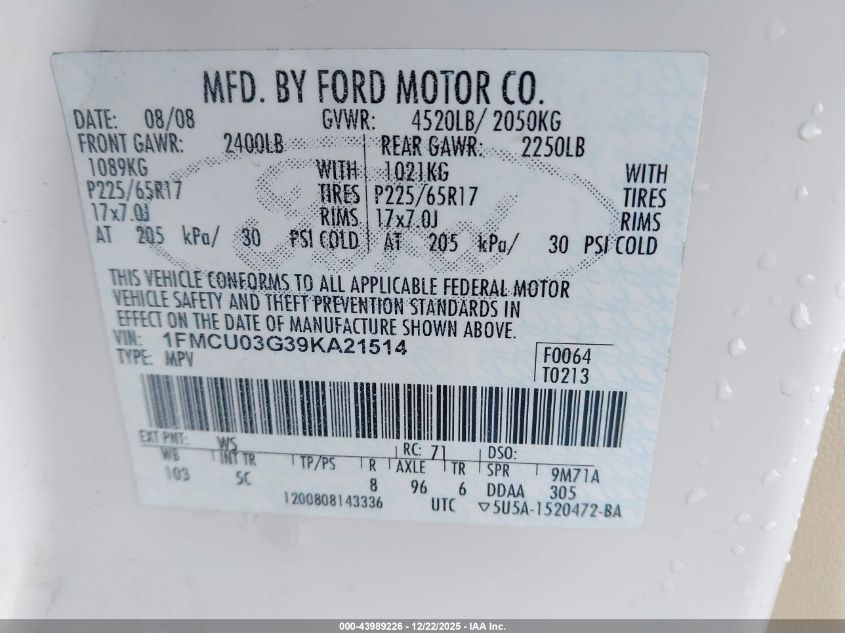 MFD. BY FORD MOTOR CO.
DATE: 08/08 GVWR: 4520LB/ 2050KG
FRONT GAWR: 2400LB REAR GAWR: 2250LB
1089KG WITH 1021KG WITH
P225/65R17 TIRES P225/65R17 TIRES
17x7.0J RIMS 17x7.0J RIMS
AT 205 kPa/ 30 PSI COLD AT 205 kPa/ 30 PSI COLD
THIS VEHICLE CONFORMS TO ALL APPLICABLE FEDERAL MOTOR
VEHICLE SAFETY AND THEFT PREVENTION STANDARDS IN
EFFECT ON THE DATE OF MANUFACTURE SHOWN ABOVE.
VIN: 1FMCU03G39KA21514 F0064
TYPE: MPV T0213
EXT PNT: WS RC: 71 DSO:
WB INT TR TP/PS R AXLE TR SPR 9M71A
103 5C 8 96 6 DDAA 305
1200808143336 UTC ▽5U5A-1520472-BA
Ford
000-43989226 - 12/22/2025 - IAA Inc.